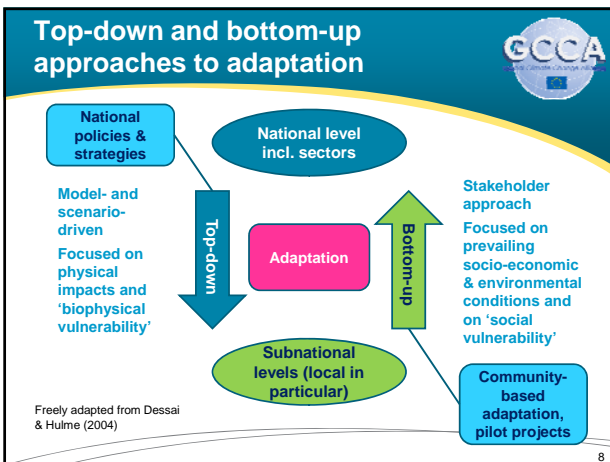 Top-down and bottom-up
approaches to adaptation
GCCA
National
policies &
strategies
National level
incl. sectors
Model- and
scenario-
driven
Focused on
physical
impacts and
‘biophysical
vulnerability’
Top-down
Adaptation
Bottom-up
Stakeholder
approach
Focused on
prevailing
socio-economic
& environmental
conditions and
on ‘social
vulnerability’
Subnational
levels (local in
particular)
Community-
based
adaptation,
pilot projects
Freely adapted from Dessai
& Hulme (2004)
8